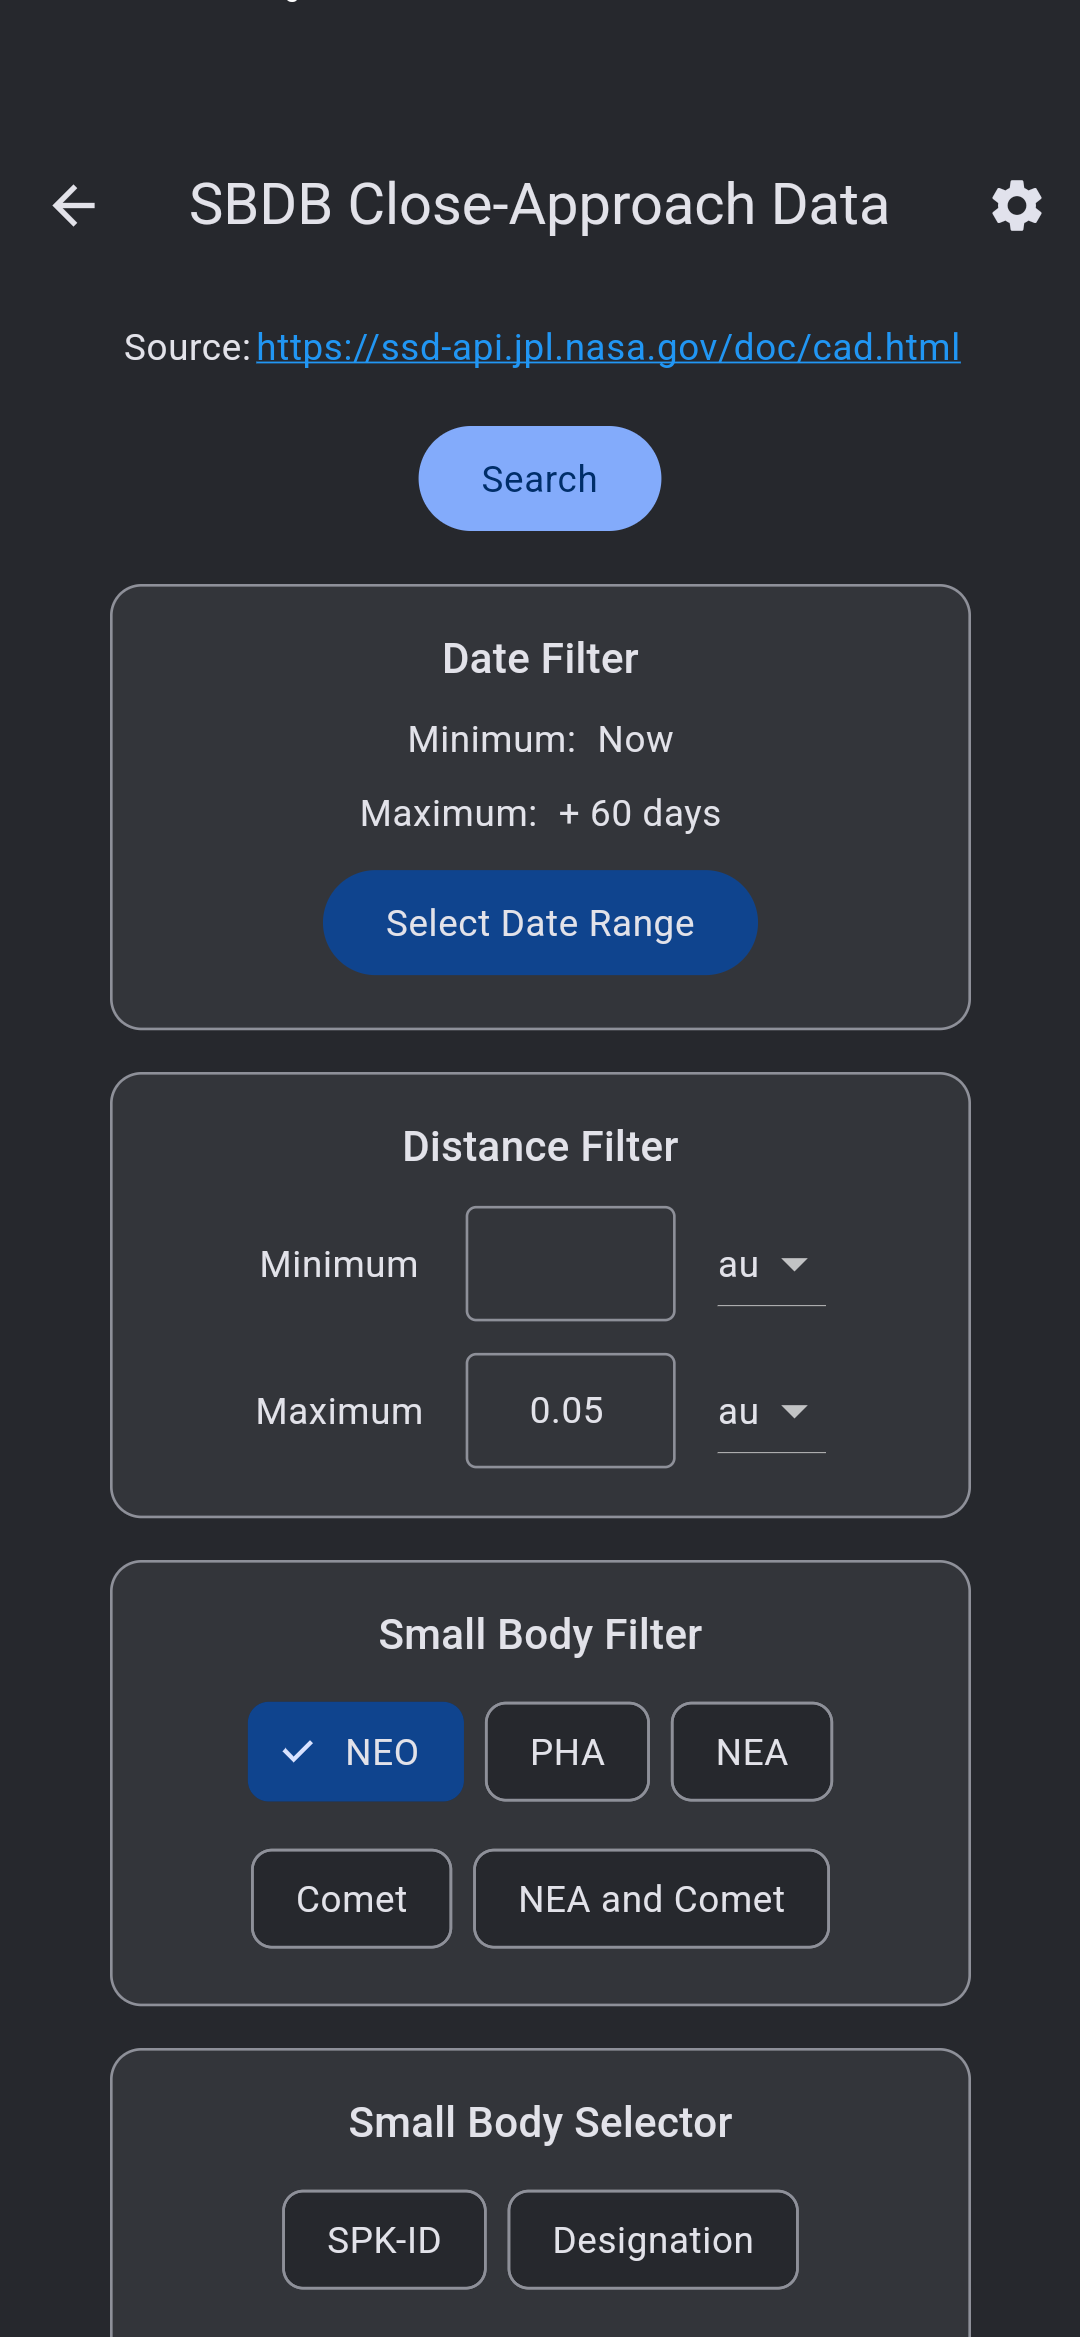 SBDB Close-Approach Data
Source: https://ssd-api.jpl.nasa.gov/doc/cad.html
Search
Date Filter
Minimum: Now
Maximum: + 60 days
Select Date Range
Distance Filter
Minimum au
Maximum 0.05 au
Small Body Filter
NEO PHA NEA
Comet NEA and Comet
Small Body Selector
SPK-ID Designation